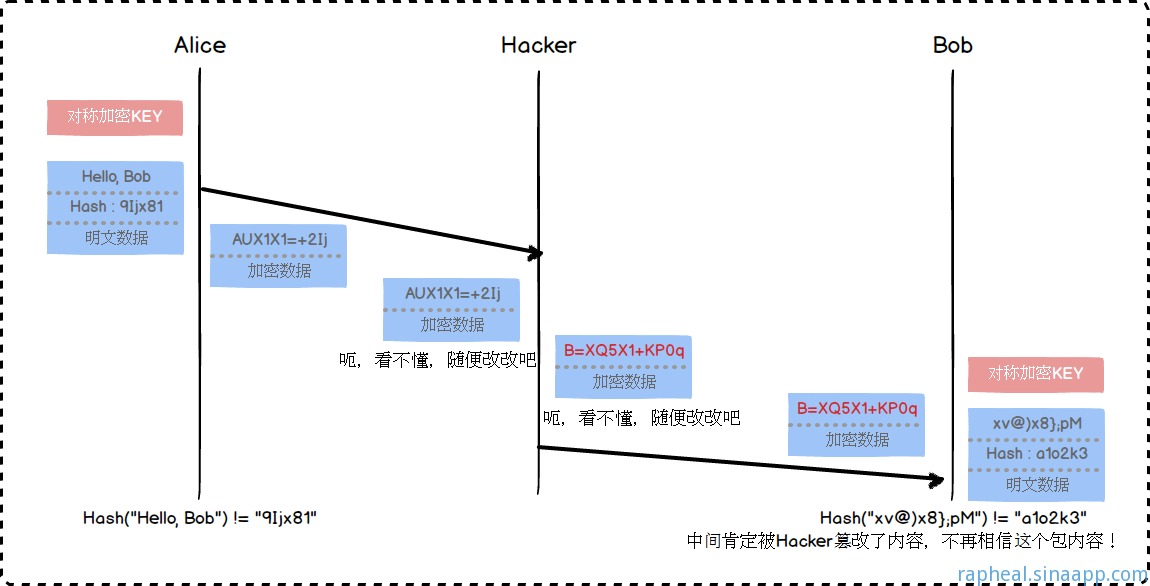 Alice
Hacker
Bob
对称加密KEY
Hello, Bob
Hash : 9Ijx81
明文数据
AUX1X1=+2Ij
加密数据
AUX1X1=+2Ij
加密数据
呃，看不懂，随便改改吧
B=XQ5X1+KP0q
加密数据
呃，看不懂，随便改改吧
B=XQ5X1+KP0q
加密数据
对称加密KEY
xv@)x8};pM
Hash : a1o2k3
明文数据
Hash("Hello, Bob") != "9Ijx81"
Hash("xv@)x8};pM") != "a1o2k3"
中间肯定被Hacker篡改了内容，不再相信这个包内容！
rapheal.sinaapp.com